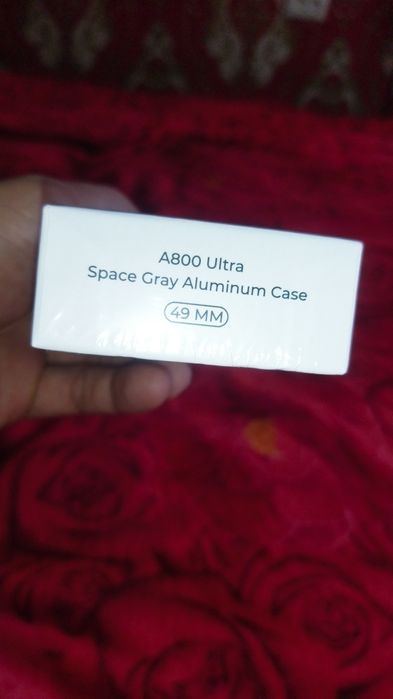 A800 Ultra
Space Gray Aluminum Case
49 MM